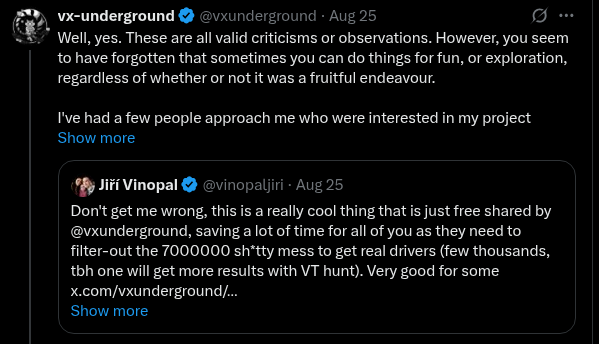 vx-underground @vxunderground · Aug 25
Well, yes. These are all valid criticisms or observations. However, you seem
to have forgotten that sometimes you can do things for fun, or exploration,
regardless of whether or not it was a fruitful endeavour.
I've had a few people approach me who were interested in my project
Show more
Jiří Vinopal @vinopaljiri · Aug 25
Don't get me wrong, this is a really cool thing that is just free shared by
@vxunderground, saving a lot of time for all of you as they need to
filter-out the 7000000 sh*tty mess to get real drivers (few thousands,
tbh one will get more results with VT hunt). Very good for some
x.com/vxunderground/...
Show more